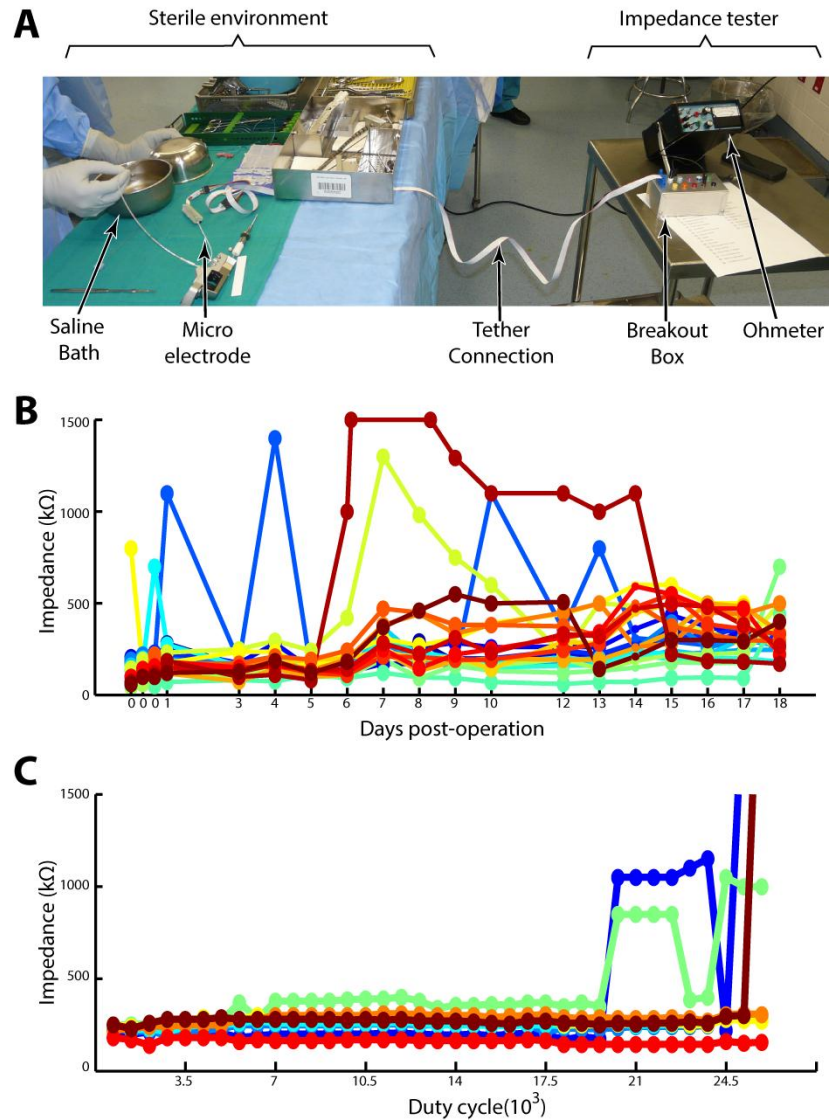 A
Sterile environment
Impedance tester
Saline
Bath
Micro
electrode
Tether
Connection
Breakout
Box
Ohmeter
B
1500
1000
500
0
Impedance (kΩ)
0 0 0 1 3 4 5 6 7 8 9 10 12 13 14 15 16 17 18
Days post-operation
C
1500
1000
500
0
Impedance (kΩ)
3.5 7 10.5 14 17.5 21 24.5
Duty cycle(10³)